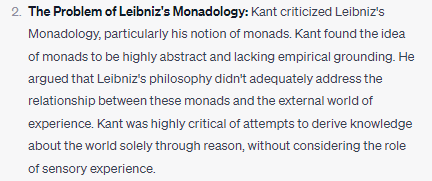 2. The Problem of Leibniz's Monadology: Kant criticized Leibniz's
Monadology, particularly his notion of monads. Kant found the idea
of monads to be highly abstract and lacking empirical grounding. He
argued that Leibniz's philosophy didn't adequately address the
relationship between these monads and the external world of
experience. Kant was highly critical of attempts to derive knowledge
about the world solely through reason, without considering the role
of sensory experience.